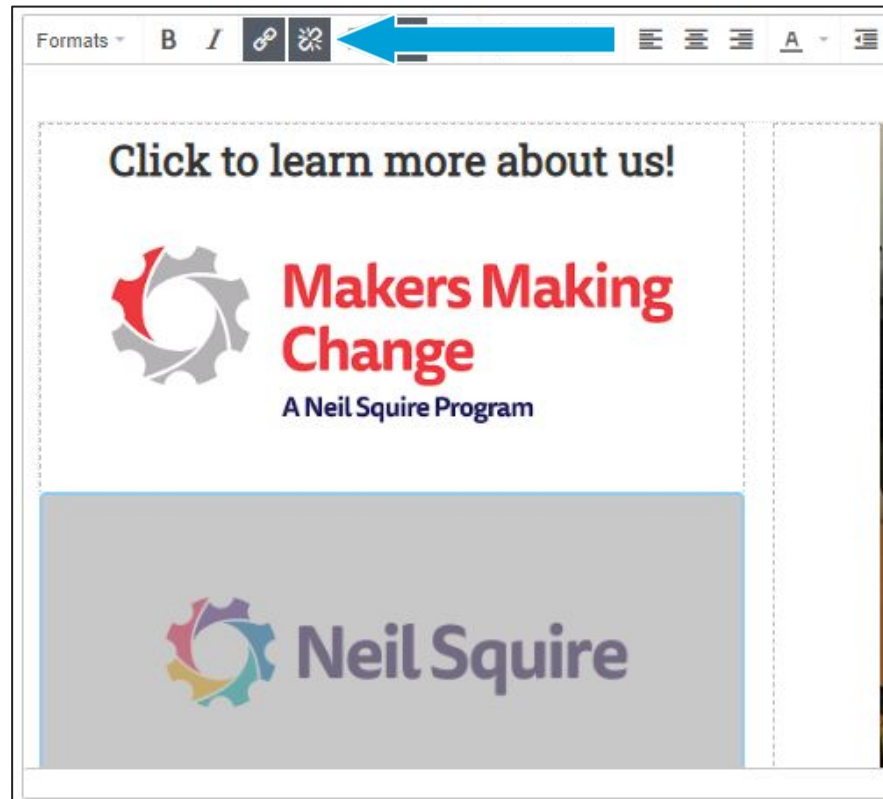 Formats B I A
Click to learn more about us!
Makers Making
Change
A Neil Squire Program
Neil Squire